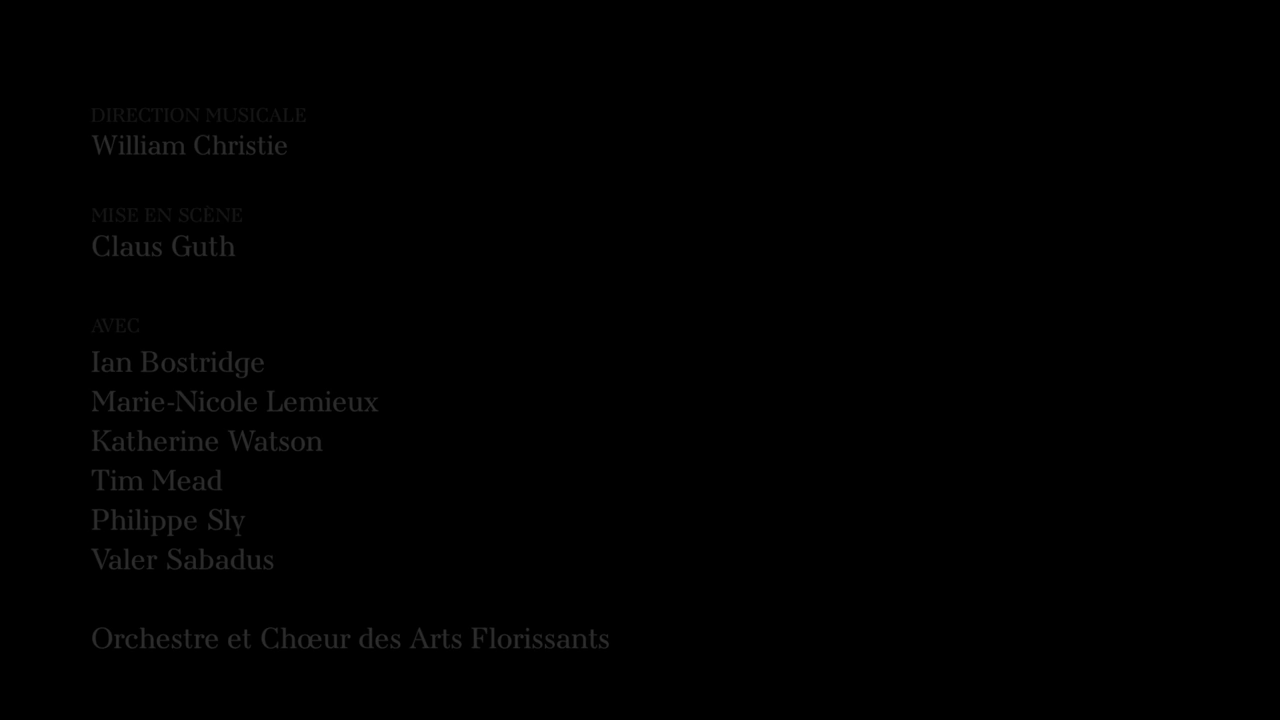 DIRECTION MUSICALE
William Christie
MISE EN SCÈNE
Claus Guth
AVEC
Ian Bostridge
Marie-Nicole Lemieux
Katherine Watson
Tim Mead
Philippe Sly
Valer Sabadus
Orchestre et Chœur des Arts Florissants